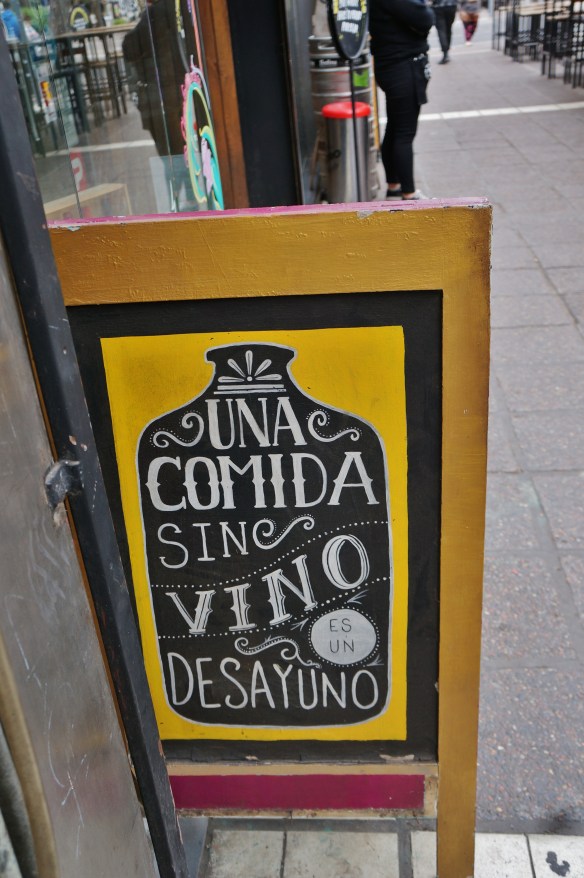 UNA
COMIDA
SIN
VINO
ES
UN
DESAYUNO